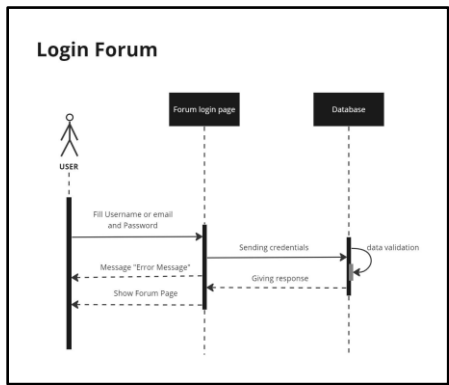 Login Forum
Forum login page
Database
USER
Fill Username or email
and Password
Sending credentials
data validation
Message "Error Message"
Giving response
Show Forum Page